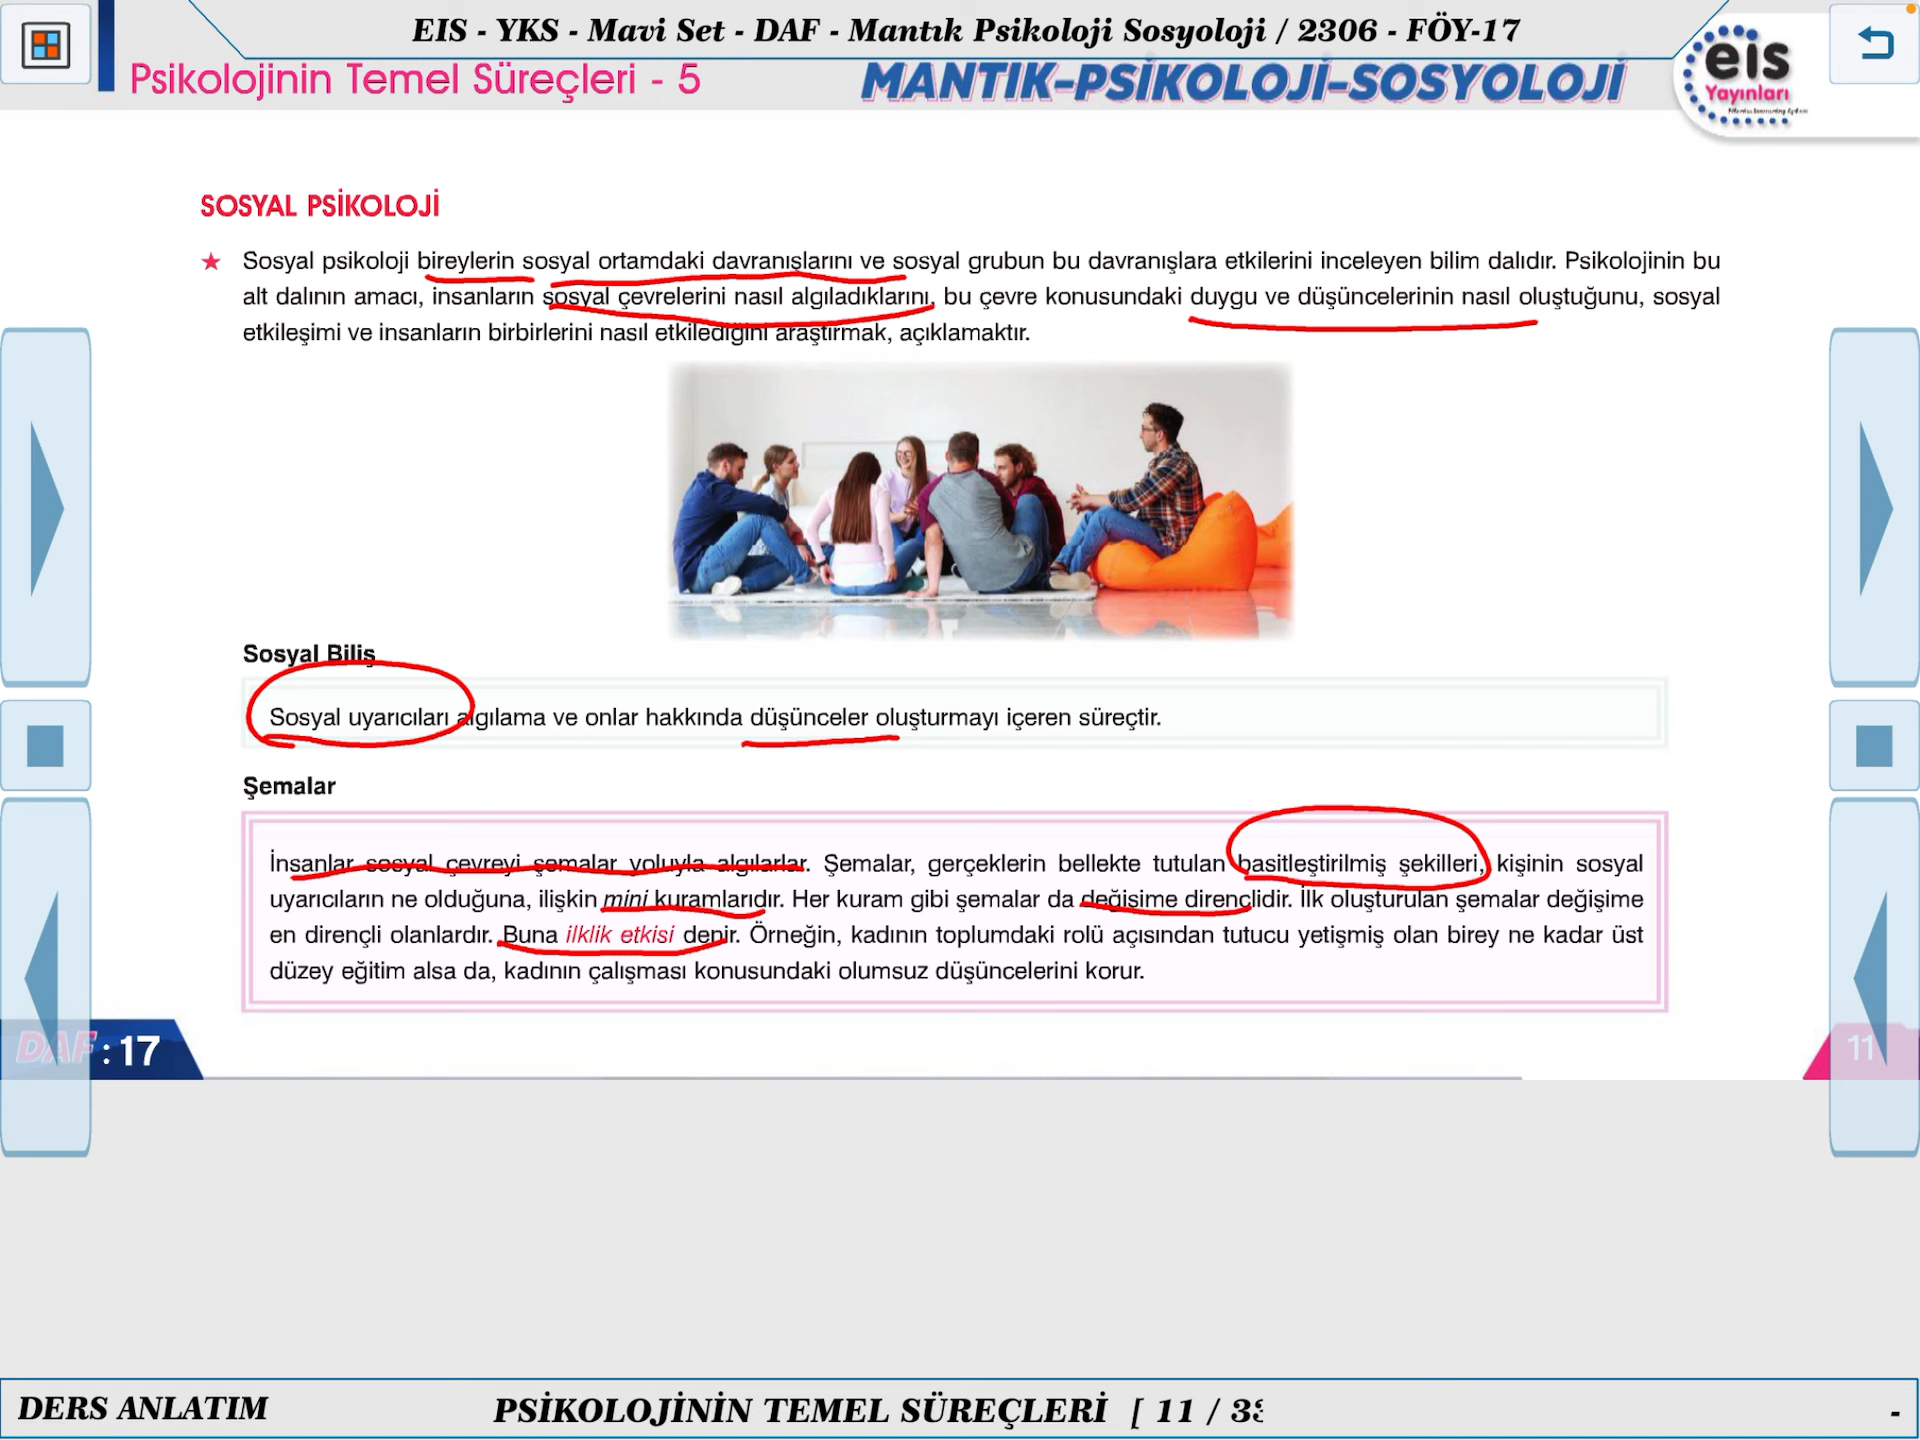 EIS - YKS - Mavi Set - DAF - Mantık Psikoloji Sosyoloji / 2306 - FÖY-17
Psikolojinin Temel Süreçleri - 5
MANTIK-PSİKOLOJİ-SOSYOLOJİ
eis
Yayınları
SOSYAL PSİKOLOJİ
★ Sosyal psikoloji bireylerin sosyal ortamdaki davranışlarını ve sosyal grubun bu davranışlara etkilerini inceleyen bilim dalıdır. Psikolojinin bu
alt dalının amacı, insanların sosyal çevrelerini nasıl algıladıklarını, bu çevre konusundaki duygu ve düşüncelerinin nasıl oluştuğunu, sosyal
etkileşimi ve insanların birbirlerini nasıl etkilediğini araştırmak, açıklamaktır.
Sosyal Biliş
Sosyal uyarıcıları algılama ve onlar hakkında düşünceler oluşturmayı içeren süreçtir.
Şemalar
İnsanlar sosyal çevreyi şemalar yoluyla algılarlar. Şemalar, gerçeklerin bellekte tutulan basitleştirilmiş şekilleri, kişinin sosyal
uyarıcıların ne olduğuna, ilişkin mini kuramlarıdır. Her kuram gibi şemalar da değişime dirençlidir. İlk oluşturulan şemalar değişime
en dirençli olanlardır. Buna ilklik etkisi denir. Örneğin, kadının toplumdaki rolü açısından tutucu yetişmiş olan birey ne kadar üst
düzey eğitim alsa da, kadının çalışması konusundaki olumsuz düşüncelerini korur.
DAF : 17
11
DERS ANLATIM
PSİKOLOJİNİN TEMEL SÜREÇLERİ [ 11 / 3
-